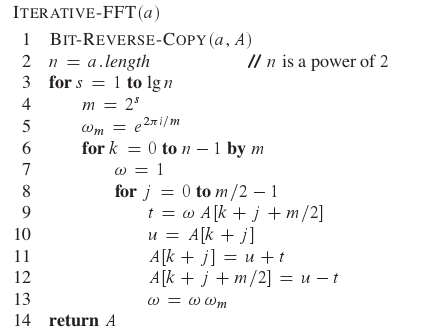 ITERATIVE-FFT(a)
1 BIT-REVERSE-COPY(a, A)
2 n = a.length // n is a power of 2
3 for s = 1 to lg n
4 m = 2^s
5 ω_m = e^{2πi/m}
6 for k = 0 to n − 1 by m
7 ω = 1
8 for j = 0 to m/2 − 1
9 t = ω A[k + j + m/2]
10 u = A[k + j]
11 A[k + j] = u + t
12 A[k + j + m/2] = u − t
13 ω = ω ω_m
14 return A